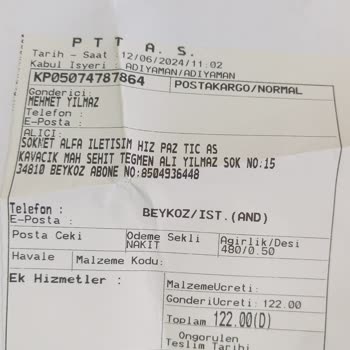 PTT A.S.
Tarih - Saat :12/06/2024/11:02
Kabul Isyeri : ADIYAMAN/ADIYAMAN
KP05074787864 POSTAKARGO/NORMAL
Gonderici:
MEHMET YILMAZ
Telefon :
E-Posta :
ALICI:
SOKNET ALFA ILETISIM HIZ PAZ TIC AS
KAVACIK MAH SEHIT TEGMEN ALI YILMAZ SOK NO:15
34810 BEYKOZ ABONE NO:8504936448
Telefon :
E-Posta : BEYKOZ/IST.(AND)
Posta Ceki Odeme Sekli Agirlik/Desi
NAKIT 480/0.50
Havale Malzeme Kodu:
Ek Hizmetler : MalzemeUcreti:
GonderiUcreti: 122.00
Toplam 122.00(D)
Ongorulen
Teslim Tarihi